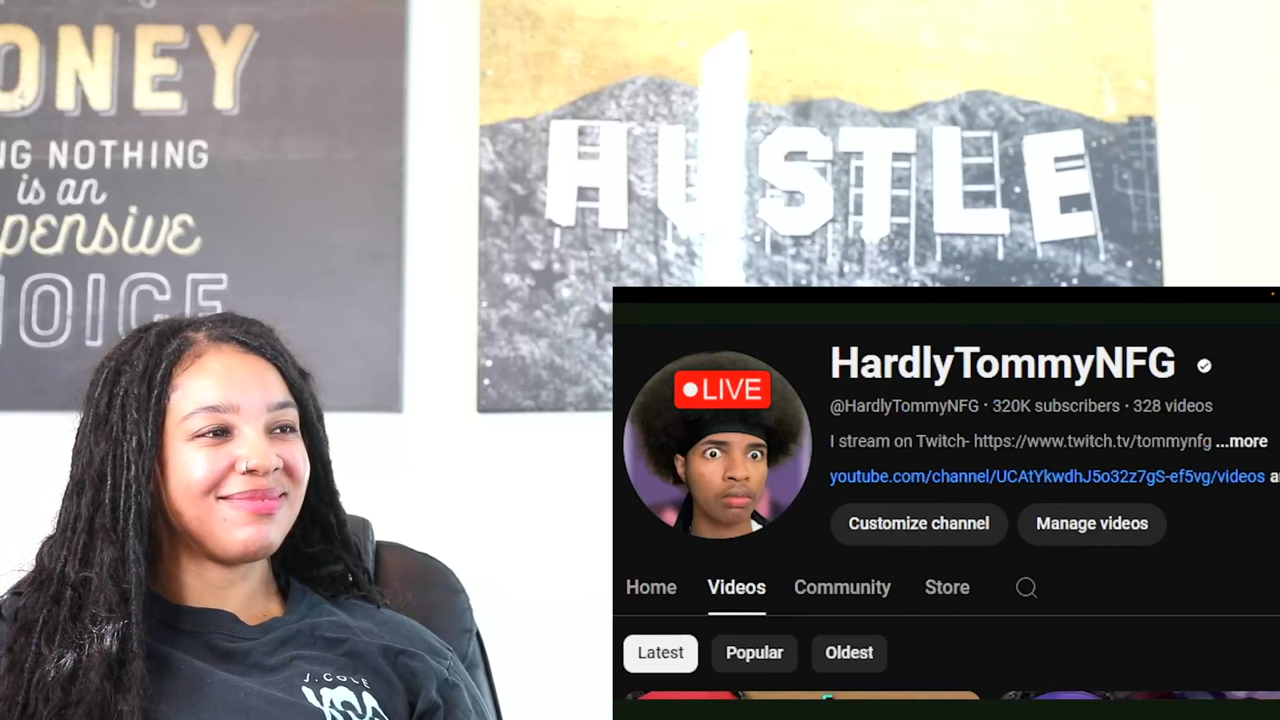 ONEY
NG NOTHING
is an
pensive
HOICE
HUSTLE
J. COLE
LIVE
HardlyTommyNFG
@HardlyTommyNFG · 320K subscribers · 328 videos
I stream on Twitch- https://www.twitch.tv/tommynfg ...more
youtube.com/channel/UCAtYkwdhJ5o32z7gS-ef5vg/videos
Customize channel
Manage videos
Home
Videos
Community
Store
Latest
Popular
Oldest